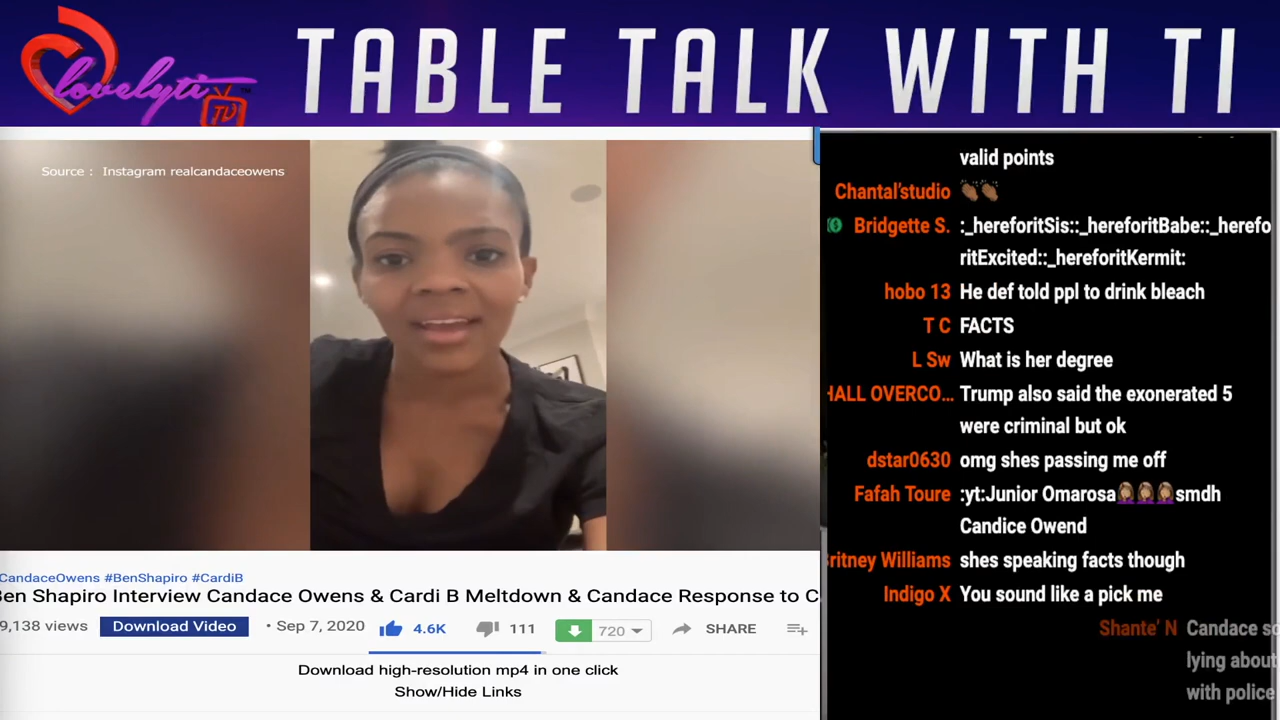 lovelyti
TV
TABLE TALK WITH TI
Source : Instagram realcandaceowens
valid points
Chantal'studio
Bridgette S. :_hereforitSis::_hereforitBabe::_herefo
ritExcited::_hereforitKermit:
hobo 13 He def told ppl to drink bleach
T C FACTS
L Sw What is her degree
HALL OVERCO... Trump also said the exonerated 5
were criminal but ok
dstar0630 omg shes passing me off
Fafah Toure :yt:Junior Omarosa🤦🏽‍♀️🤦🏽‍♀️🤦🏽‍♀️smdh
Candice Owend
ritney Williams shes speaking facts though
Indigo X You sound like a pick me
Shante' N Candace so
lying about
with police
CandaceOwens #BenShapiro #CardiB
Ben Shapiro Interview Candace Owens & Cardi B Meltdown & Candace Response to C
9,138 views Download Video • Sep 7, 2020 4.6K 111 720 SHARE
Download high-resolution mp4 in one click
Show/Hide Links